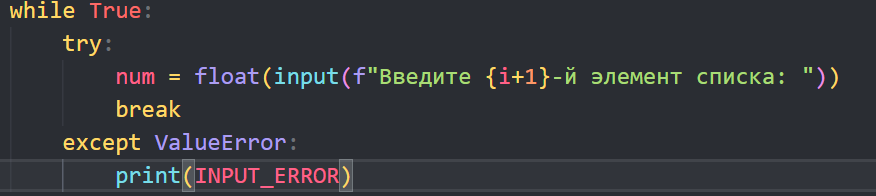 while True:
    try:
        num = float(input(f"Введите {i+1}-й элемент списка: "))
        break
    except ValueError:
        print(INPUT_ERROR)